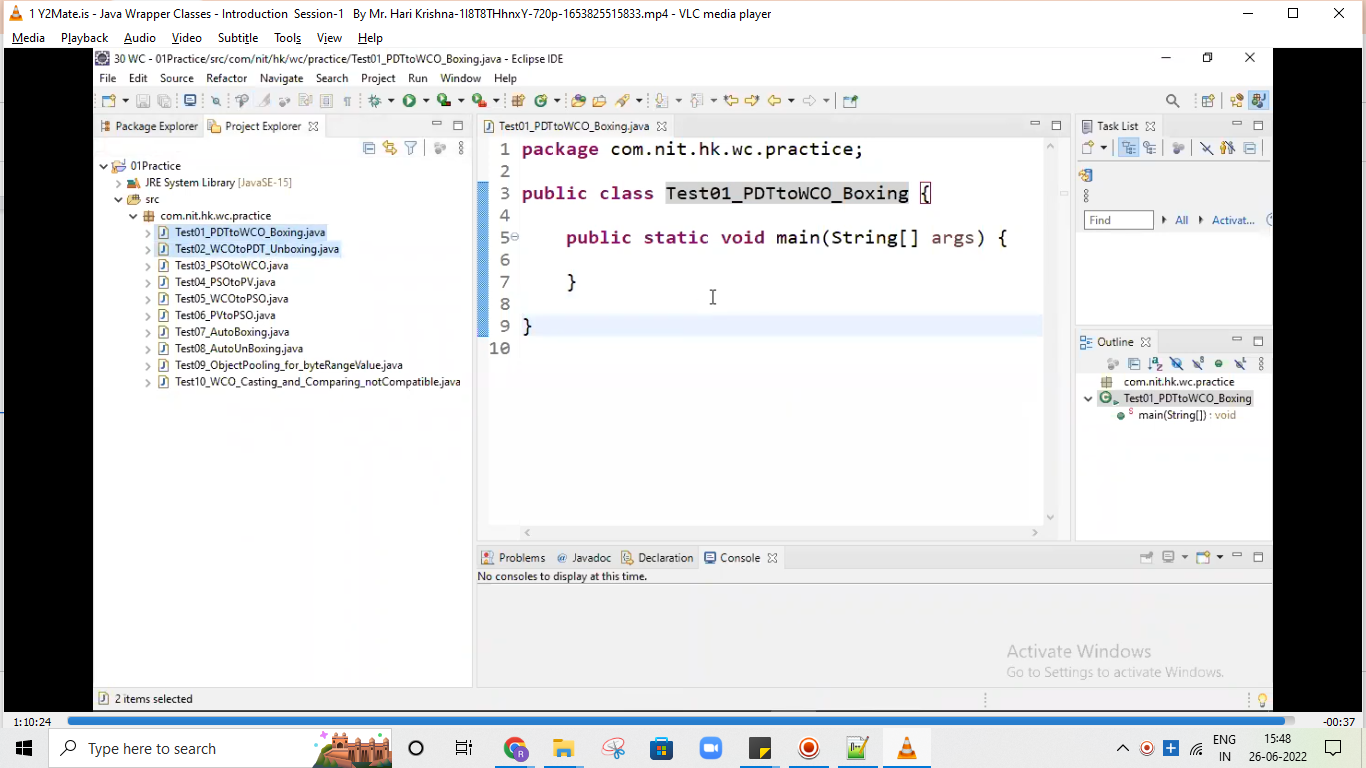 1 Y2Mate.is - Java Wrapper Classes - Introduction Session-1 By Mr. Hari Krishna-1I8T8THhnxY-720p-1653825515833.mp4 - VLC media player
Media Playback Audio Video Subtitle Tools View Help
30 WC - 01Practice/src/com/nit/hk/wc/practice/Test01_PDTtoWCO_Boxing.java - Eclipse IDE
File Edit Source Refactor Navigate Search Project Run Window Help
Package Explorer Project Explorer
01Practice
JRE System Library [JavaSE-15]
src
com.nit.hk.wc.practice
Test01_PDTtoWCO_Boxing.java
Test02_WCOtoPDT_Unboxing.java
Test03_PSOtoWCO.java
Test04_PSOtoPV.java
Test05_WCOtoPSO.java
Test06_PVtoPSO.java
Test07_AutoBoxing.java
Test08_AutoUnBoxing.java
Test09_ObjectPooling_for_byteRangeValue.java
Test10_WCO_Casting_and_Comparing_notCompatible.java
Test01_PDTtoWCO_Boxing.java
1 package com.nit.hk.wc.practice;
2
3 public class Test01_PDTtoWCO_Boxing {
4
5 public static void main(String[] args) {
6
7 }
8
9 }
10
Task List
Find All Activat...
Outline
com.nit.hk.wc.practice
Test01_PDTtoWCO_Boxing
main(String[]) : void
Problems Javadoc Declaration Console
No consoles to display at this time.
Activate Windows
Go to Settings to activate Windows.
2 items selected
1:10:24 -00:37
Type here to search
ENG
IN
15:48
26-06-2022